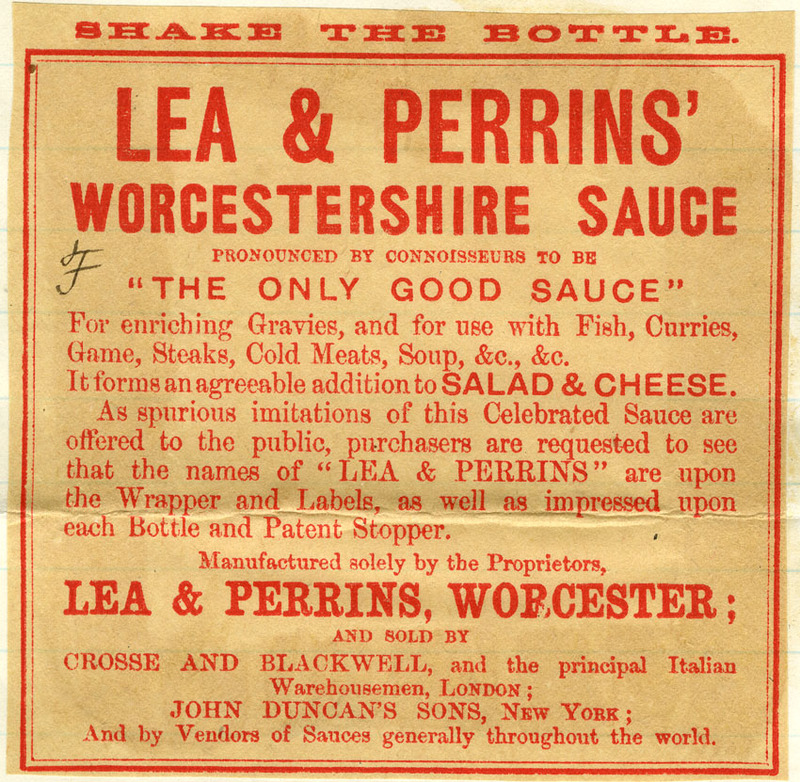 SHAKE THE BOTTLE.
LEA & PERRINS'
WORCESTERSHIRE SAUCE
PRONOUNCED BY CONNOISSEURS TO BE
"THE ONLY GOOD SAUCE"
For enriching Gravies, and for use with Fish, Curries,
Game, Steaks, Cold Meats, Soup, &c., &c.
It forms an agreeable addition to SALAD & CHEESE.
As spurious imitations of this Celebrated Sauce are
offered to the public, purchasers are requested to see
that the names of "LEA & PERRINS" are upon
the Wrapper and Labels, as well as impressed upon
each Bottle and Patent Stopper.
Manufactured solely by the Proprietors,
LEA & PERRINS, WORCESTER;
AND SOLD BY
CROSSE AND BLACKWELL, and the principal Italian
Warehousemen, LONDON;
JOHN DUNCAN'S SONS, NEW YORK;
And by Vendors of Sauces generally throughout the world.